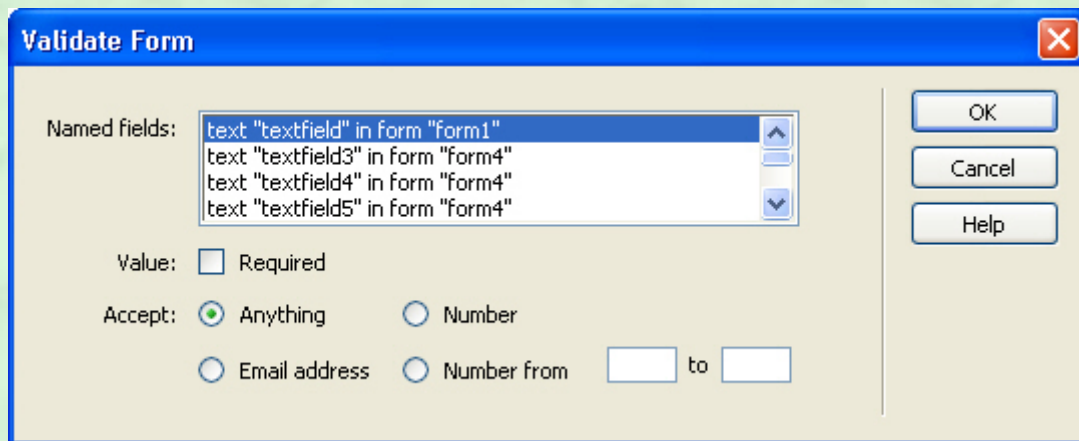 Validate Form
Named fields:
text "textfield" in form "form1"
text "textfield3" in form "form4"
text "textfield4" in form "form4"
text "textfield5" in form "form4"
Value: Required
Accept: Anything Number
Email address Number from to
OK
Cancel
Help